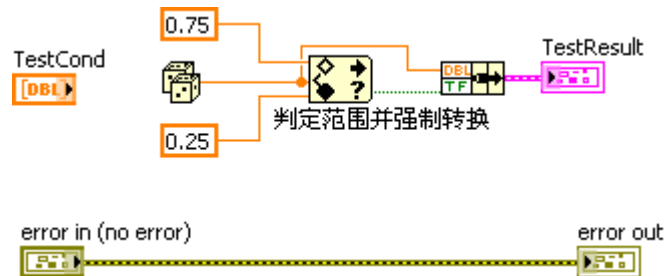 0.75
TestCond
DBL
DBL
TF
TestResult
?
判定范围并强制转换
0.25
error in (no error)
error out